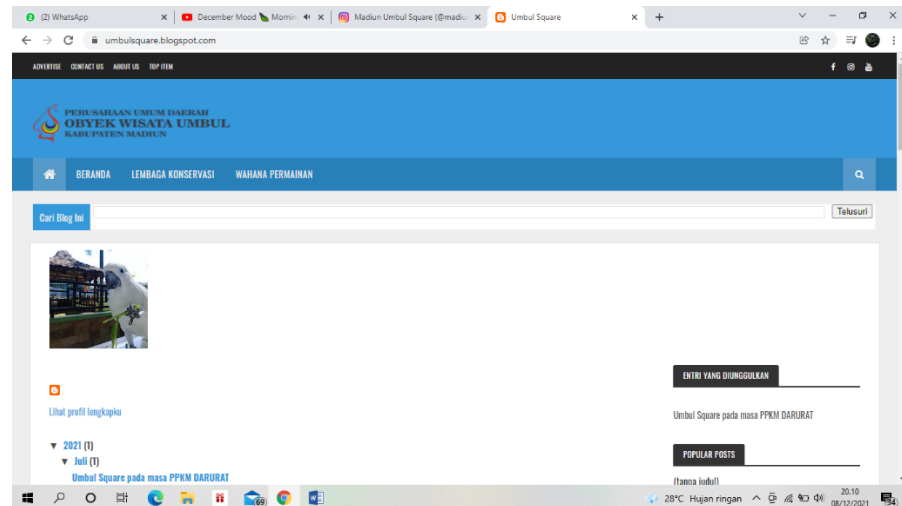 (2) WhatsApp
December Mood
Mornin
Madiun Umbul Square (@madiu
Umbul Square
umbulsquare.blogspot.com
ADVERTISE CONTACT US ABOUT US TOP ITEM
PERUSAHAAN UMUM DAERAH
OBYEK WISATA UMBUL
KABUPATEN MADIUN
BERANDA LEMBAGA KONSERVASI WAHANA PERMAINAN
Cari Blog Ini
Telusuri
ENTRI YANG DIUNGGULKAN
Lihat profil lengkapku
Umbul Square pada masa PPKM DARURAT
▼ 2021 (1)
▼ Juli (1)
Umbul Square pada masa PPKM DARURAT
POPULAR POSTS
(tanpa judul)
69
28°C Hujan ringan
20.10
08/12/2021
34